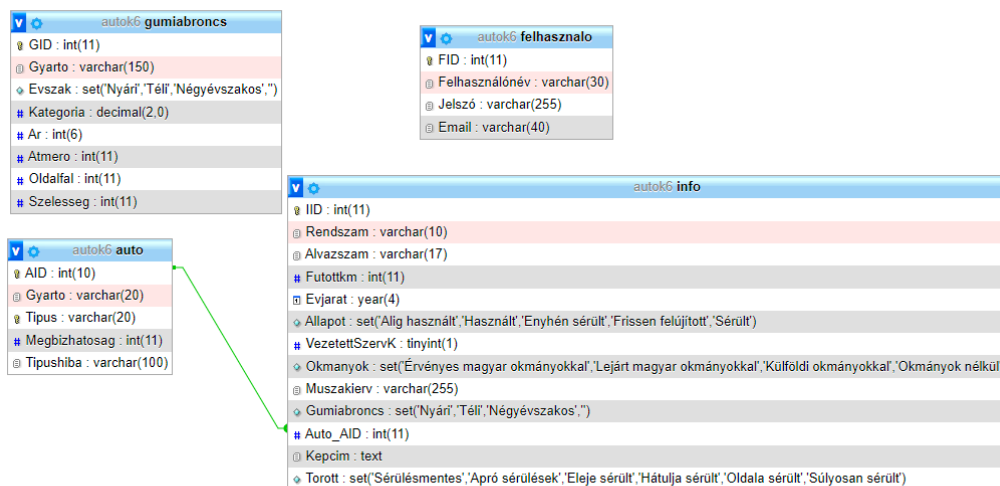 autok6 gumiabroncs
GID : int(11)
Gyarto : varchar(150)
Evszak : set('Nyári','Téli','Négyévszakos','')
Kategoria : decimal(2,0)
Ar : int(6)
Atmero : int(11)
Oldalfal : int(11)
Szelesseg : int(11)
autok6 felhasznalo
FID : int(11)
Felhasználónév : varchar(30)
Jelszó : varchar(255)
Email : varchar(40)
autok6 auto
AID : int(10)
Gyarto : varchar(20)
Tipus : varchar(20)
Megbizhatosag : int(11)
Tipushiba : varchar(100)
autok6 info
IID : int(11)
Rendszam : varchar(10)
Alvazszam : varchar(17)
Futottkm : int(11)
Evjarat : year(4)
Allapot : set('Alig használt','Használt','Enyhén sérült','Frissen felújított','Sérült')
VezetettSzervK : tinyint(1)
Okmanyok : set('Érvényes magyar okmányokkal','Lejárt magyar okmányokkal','Külföldi okmányokkal','Okmányok nélkül
Muszakierv : varchar(255)
Gumiabroncs : set('Nyári','Téli','Négyévszakos','')
Auto_AID : int(11)
Kepcim : text
Torott : set('Sérülésmentes','Apró sérülések','Eleje sérült','Hátulja sérült','Oldala sérült','Súlyosan sérült')